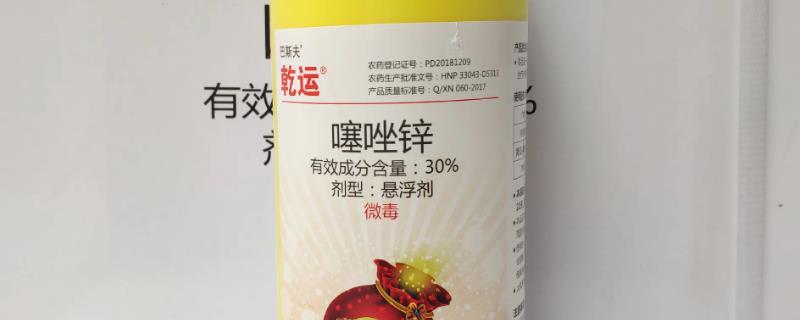 巴斯夫
乾运®
农药登记证号：PD20181209
农药生产批准文号：HNP 33043-D5313
产品质量标准号：Q/XN 060-2017
噻唑锌
有效成分含量：30%
剂型：悬浮剂
微毒
有效
%
剂